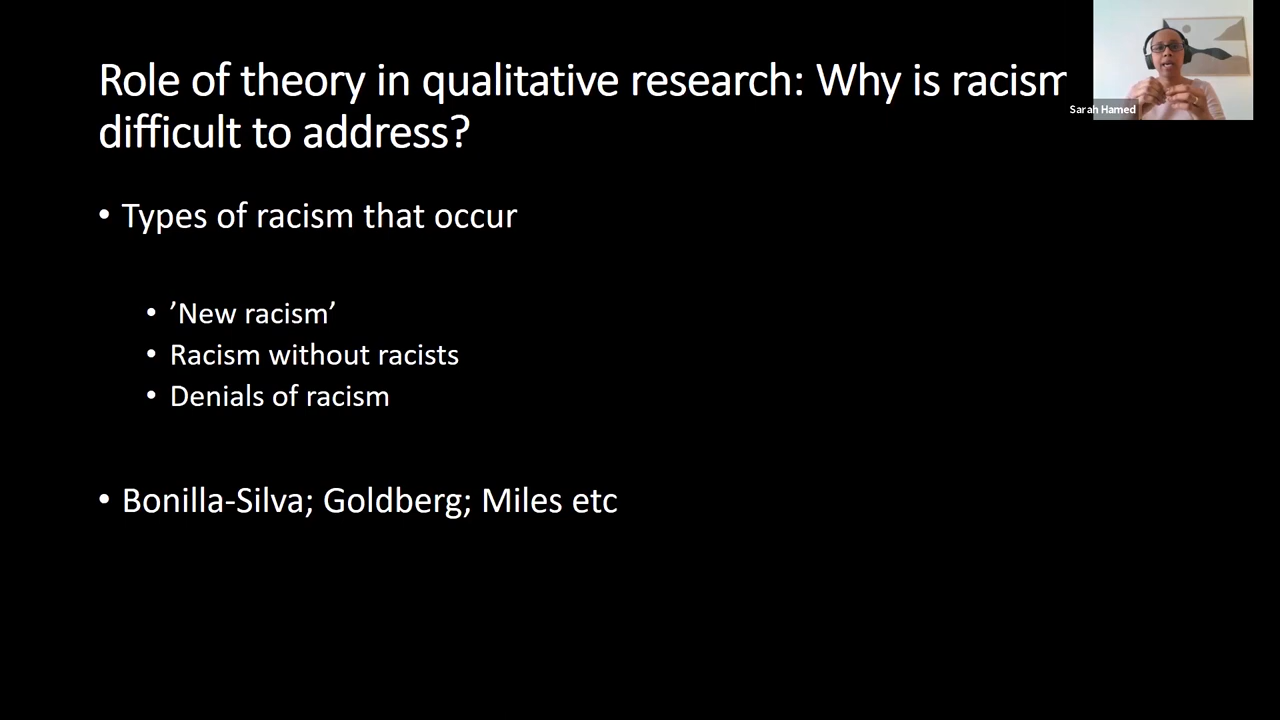 Role of theory in qualitative research: Why is racism
difficult to address?
Sarah Hamed
• Types of racism that occur
• ’New racism’
• Racism without racists
• Denials of racism
• Bonilla-Silva; Goldberg; Miles etc